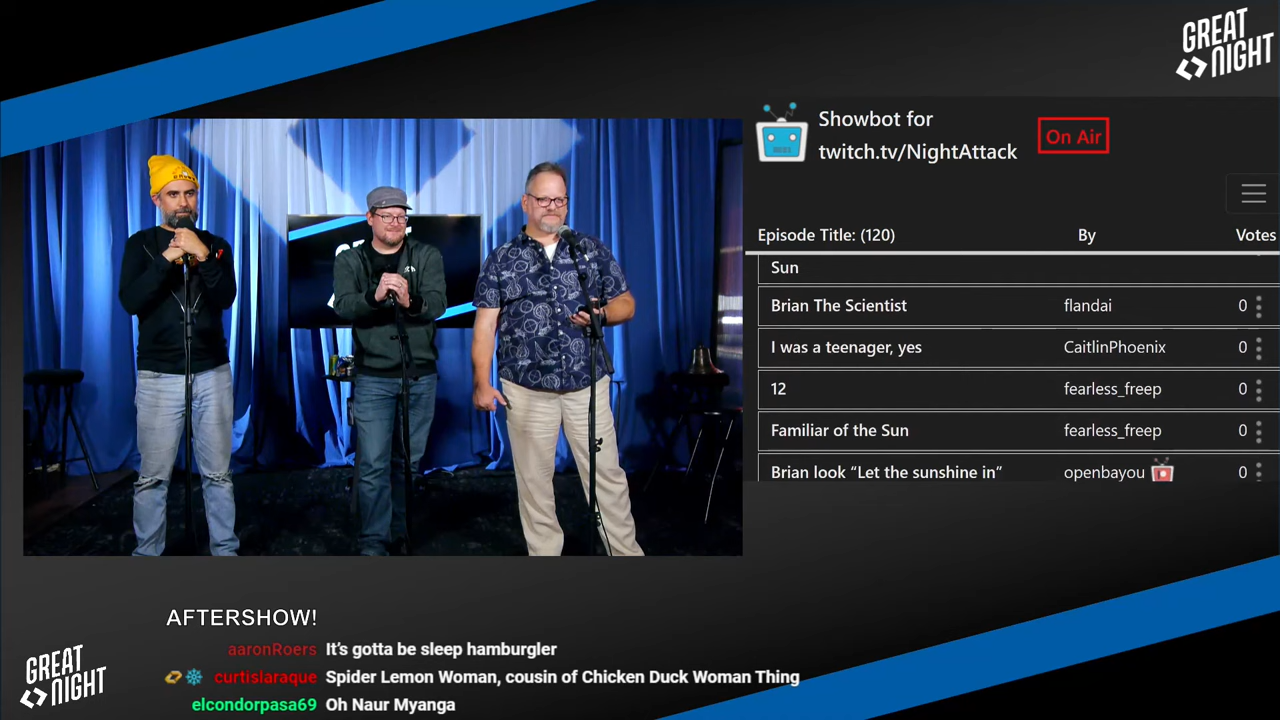 GREAT
NIGHT
Showbot for
twitch.tv/NightAttack
On Air
Episode Title: (120)
By
Votes
Sun
Brian The Scientist
flandai
0
I was a teenager, yes
CaitlinPhoenix
0
12
fearless_freep
0
Familiar of the Sun
fearless_freep
0
Brian look “Let the sunshine in“
openbayou
0
AFTERSHOW!
aaronRoers It's gotta be sleep hamburgler
curtislaraque Spider Lemon Woman, cousin of Chicken Duck Woman Thing
elcondorpasa69 Oh Naur Myanga
GREAT
NIGHT